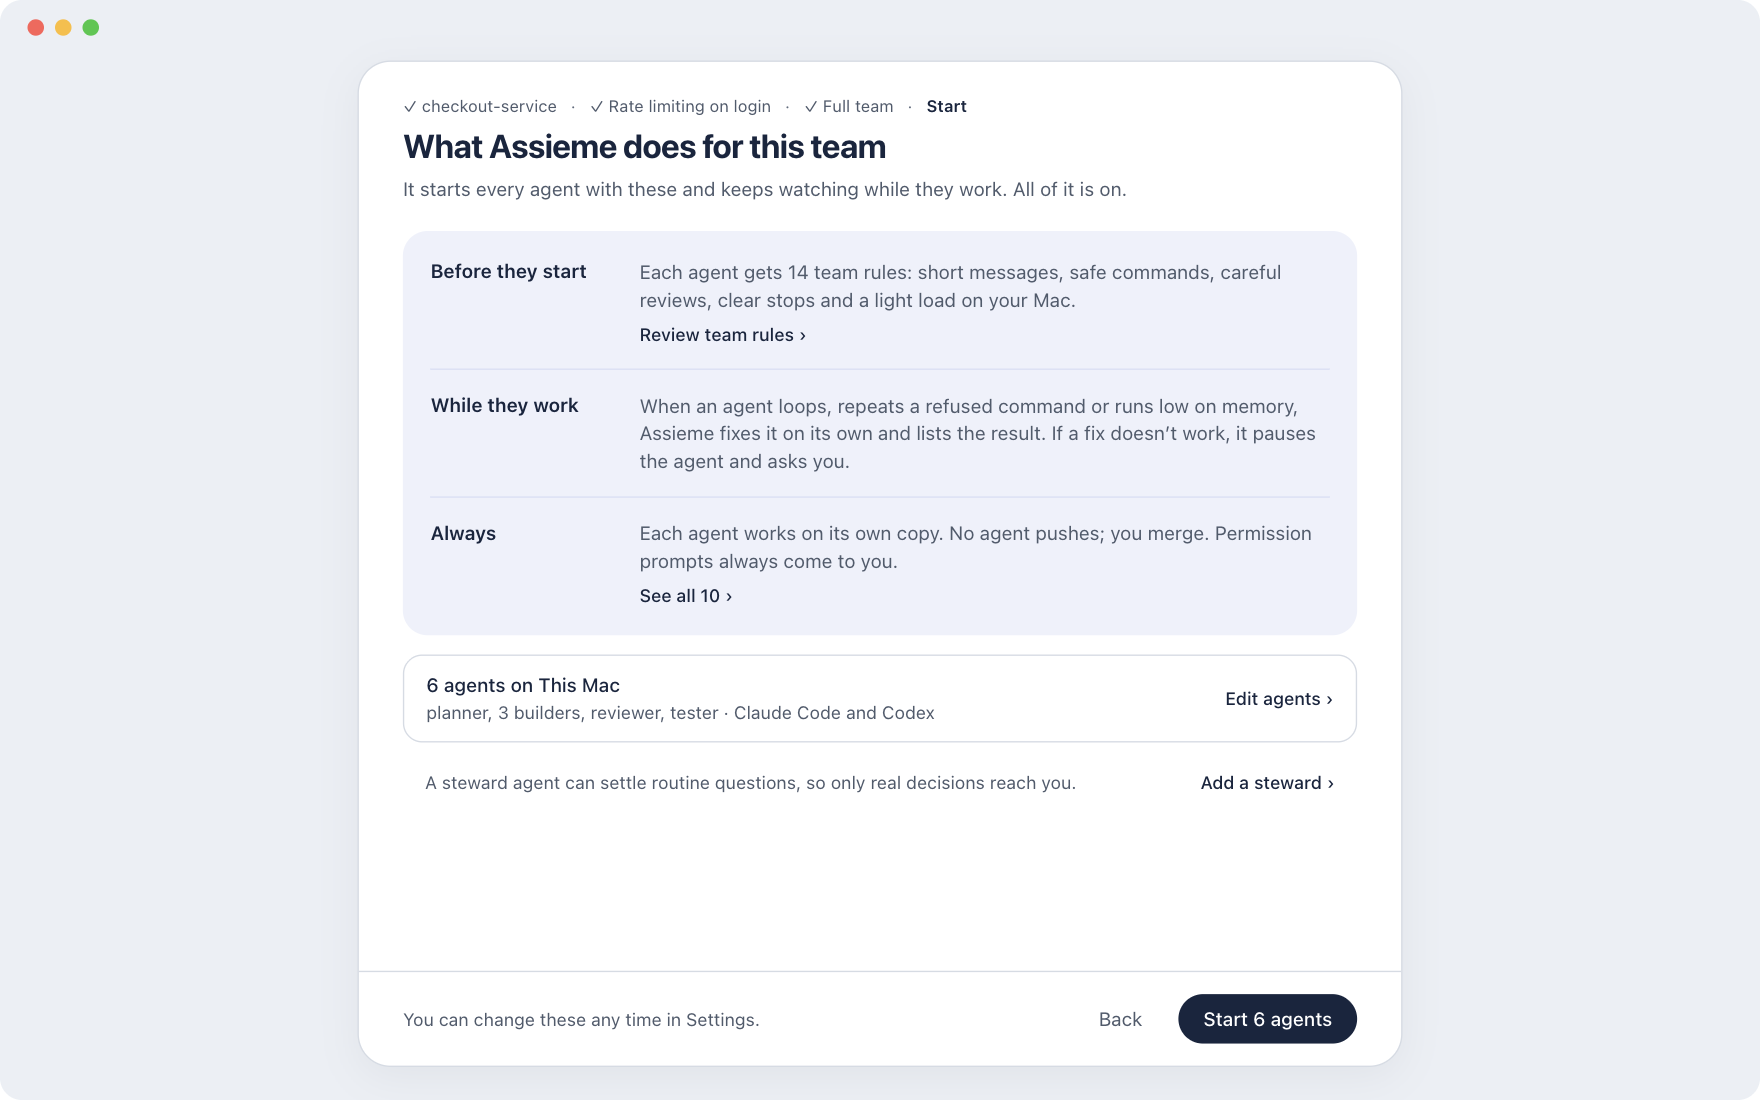 ✓ checkout-service · ✓ Rate limiting on login · ✓ Full team · Start
What Assieme does for this team
It starts every agent with these and keeps watching while they work. All of it is on.
Before they start
Each agent gets 14 team rules: short messages, safe commands, careful
reviews, clear stops and a light load on your Mac.
Review team rules ›
While they work
When an agent loops, repeats a refused command or runs low on memory,
Assieme fixes it on its own and lists the result. If a fix doesn’t work, it pauses
the agent and asks you.
Always
Each agent works on its own copy. No agent pushes; you merge. Permission
prompts always come to you.
See all 10 ›
6 agents on This Mac
planner, 3 builders, reviewer, tester · Claude Code and Codex
Edit agents ›
A steward agent can settle routine questions, so only real decisions reach you.
Add a steward ›
You can change these any time in Settings.
Back
Start 6 agents